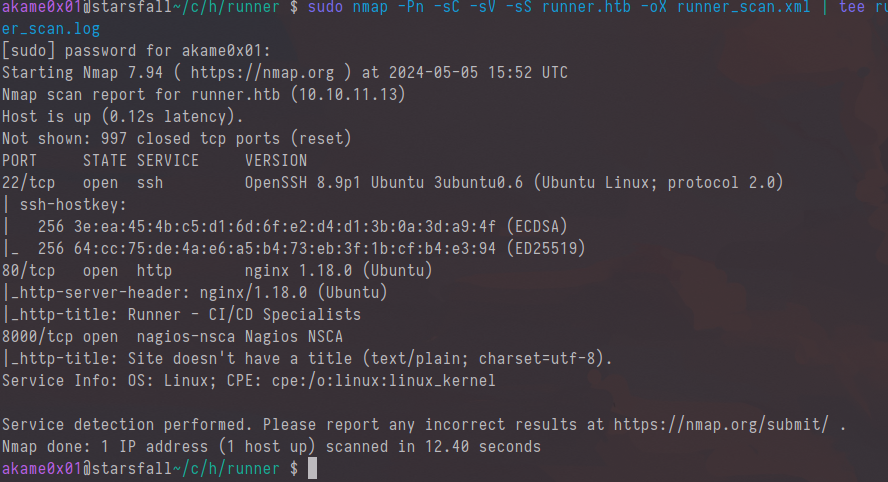 akame0x01@starsfall~/c/h/runner $ sudo nmap -Pn -sC -sV -sS runner.htb -oX runner_scan.xml | tee ru
er_scan.log
[sudo] password for akame0x01:
Starting Nmap 7.94 ( https://nmap.org ) at 2024-05-05 15:52 UTC
Nmap scan report for runner.htb (10.10.11.13)
Host is up (0.12s latency).
Not shown: 997 closed tcp ports (reset)
PORT     STATE SERVICE     VERSION
22/tcp   open  ssh         OpenSSH 8.9p1 Ubuntu 3ubuntu0.6 (Ubuntu Linux; protocol 2.0)
| ssh-hostkey:
|   256 3e:ea:45:4b:c5:d1:6d:6f:e2:d4:d1:3b:0a:3d:a9:4f (ECDSA)
|_  256 64:cc:75:de:4a:e6:a5:b4:73:eb:3f:1b:cf:b4:e3:94 (ED25519)
80/tcp   open  http        nginx 1.18.0 (Ubuntu)
|_http-server-header: nginx/1.18.0 (Ubuntu)
|_http-title: Runner - CI/CD Specialists
8000/tcp open  nagios-nsca Nagios NSCA
|_http-title: Site doesn't have a title (text/plain; charset=utf-8).
Service Info: OS: Linux; CPE: cpe:/o:linux:linux_kernel
Service detection performed. Please report any incorrect results at https://nmap.org/submit/ .
Nmap done: 1 IP address (1 host up) scanned in 12.40 seconds
akame0x01@starsfall~/c/h/runner $